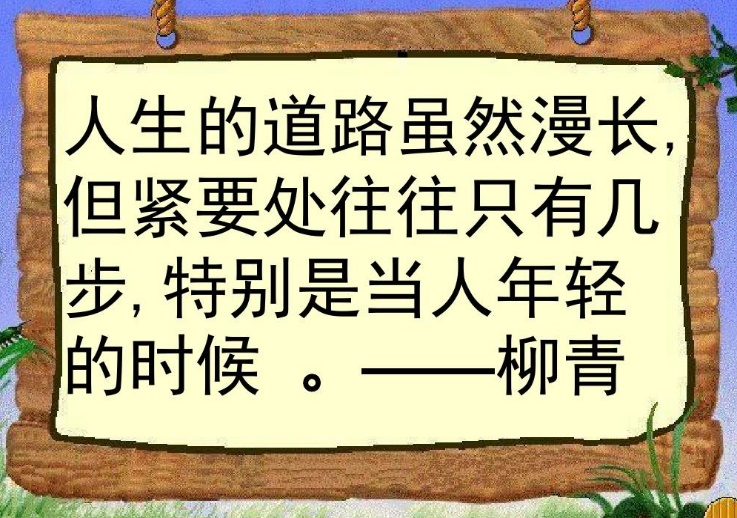 人生的道路虽然漫长,
但紧要处往往只有几
步,特别是当人年轻
的时候 。——柳青